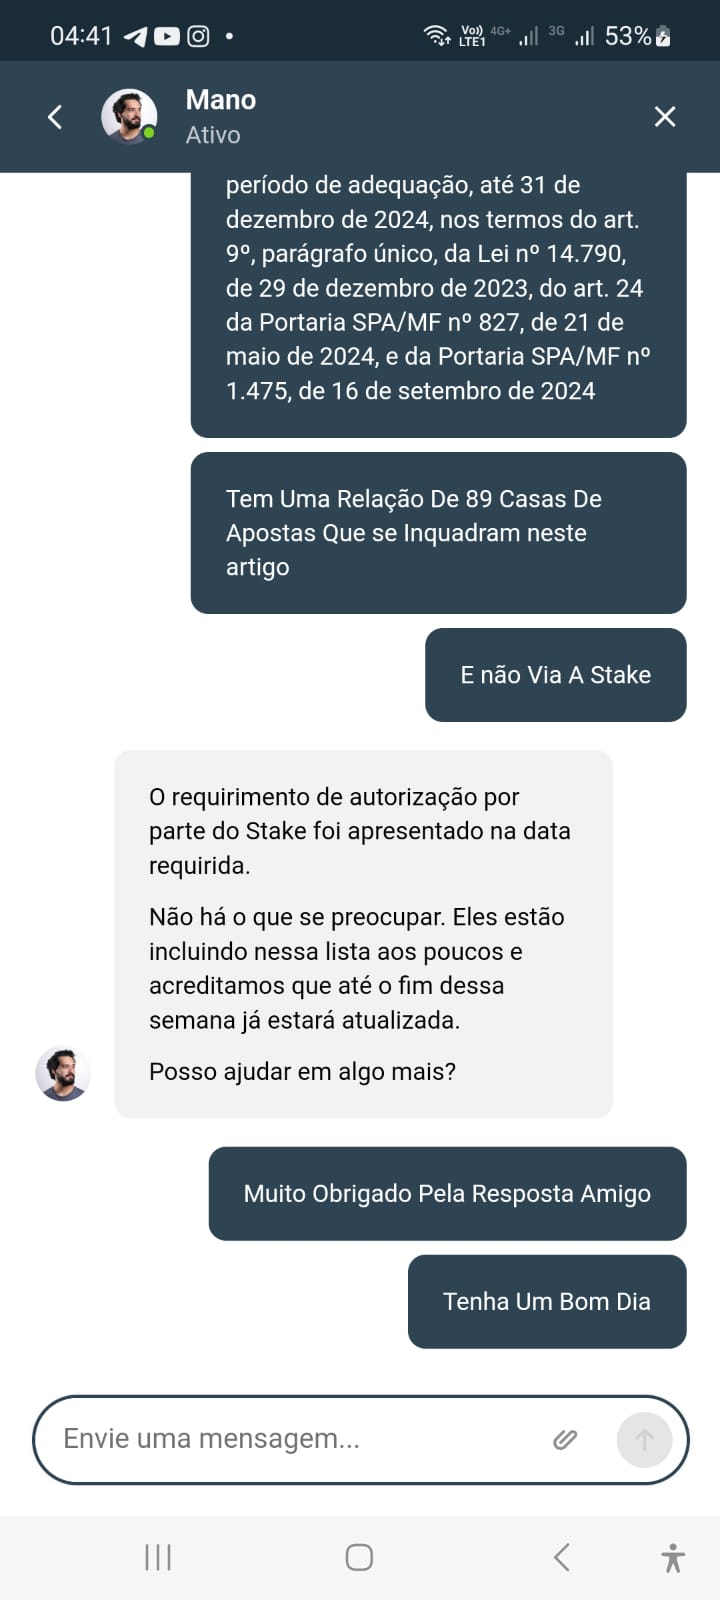 04:41
Vo)) LTE1 4G+ 3G 53%
Mano
Ativo
período de adequação, até 31 de
dezembro de 2024, nos termos do art.
9º, parágrafo único, da Lei nº 14.790,
de 29 de dezembro de 2023, do art. 24
da Portaria SPA/MF nº 827, de 21 de
maio de 2024, e da Portaria SPA/MF nº
1.475, de 16 de setembro de 2024
Tem Uma Relação De 89 Casas De
Apostas Que se Inquadram neste
artigo
E não Via A Stake
O requirimento de autorização por
parte do Stake foi apresentado na data
requirida.
Não há o que se preocupar. Eles estão
incluindo nessa lista aos poucos e
acreditamos que até o fim dessa
semana já estará atualizada.
Posso ajudar em algo mais?
Muito Obrigado Pela Resposta Amigo
Tenha Um Bom Dia
Envie uma mensagem...